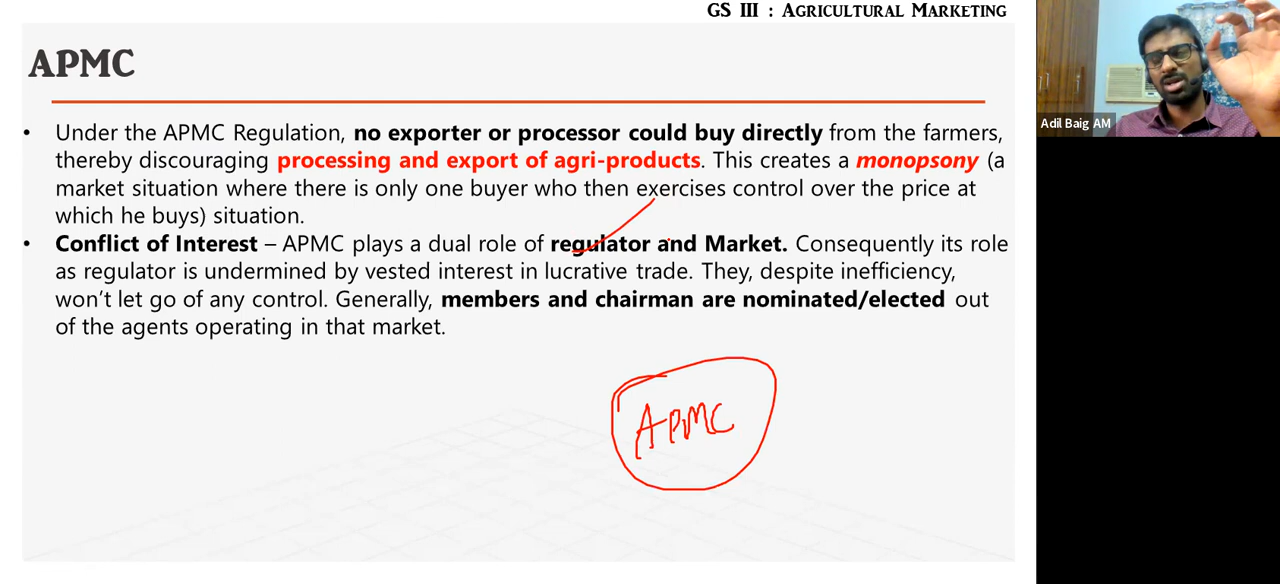 GS III : AGRICULTURAL MARKETING
APMC
• Under the APMC Regulation, no exporter or processor could buy directly from the farmers,
thereby discouraging processing and export of agri-products. This creates a monopsony (a
market situation where there is only one buyer who then exercises control over the price at
which he buys) situation.
• Conflict of Interest – APMC plays a dual role of regulator and Market. Consequently its role
as regulator is undermined by vested interest in lucrative trade. They, despite inefficiency,
won't let go of any control. Generally, members and chairman are nominated/elected out
of the agents operating in that market.
APMC
Adil Baig AM